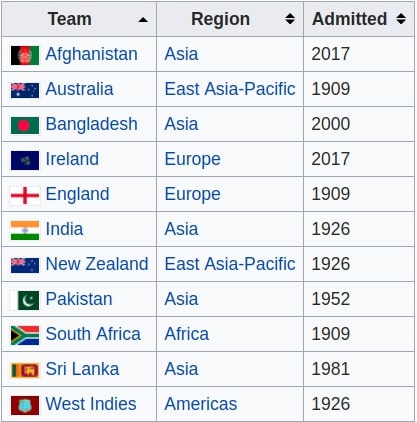 Team Region Admitted
Afghanistan Asia 2017
Australia East Asia-Pacific 1909
Bangladesh Asia 2000
Ireland Europe 2017
England Europe 1909
India Asia 1926
New Zealand East Asia-Pacific 1926
Pakistan Asia 1952
South Africa Africa 1909
Sri Lanka Asia 1981
West Indies Americas 1926